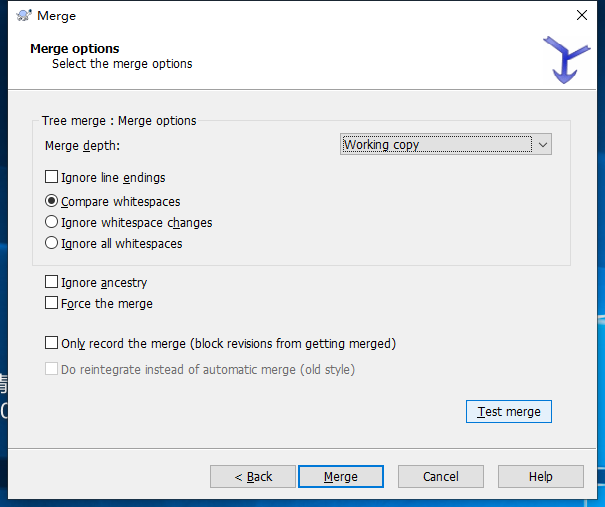 Merge
Merge options
Select the merge options
Tree merge : Merge options
Merge depth:
Working copy
Ignore line endings
Compare whitespaces
Ignore whitespace changes
Ignore all whitespaces
Ignore ancestry
Force the merge
Only record the merge (block revisions from getting merged)
Do reintegrate instead of automatic merge (old style)
Test merge
< Back Merge Cancel Help